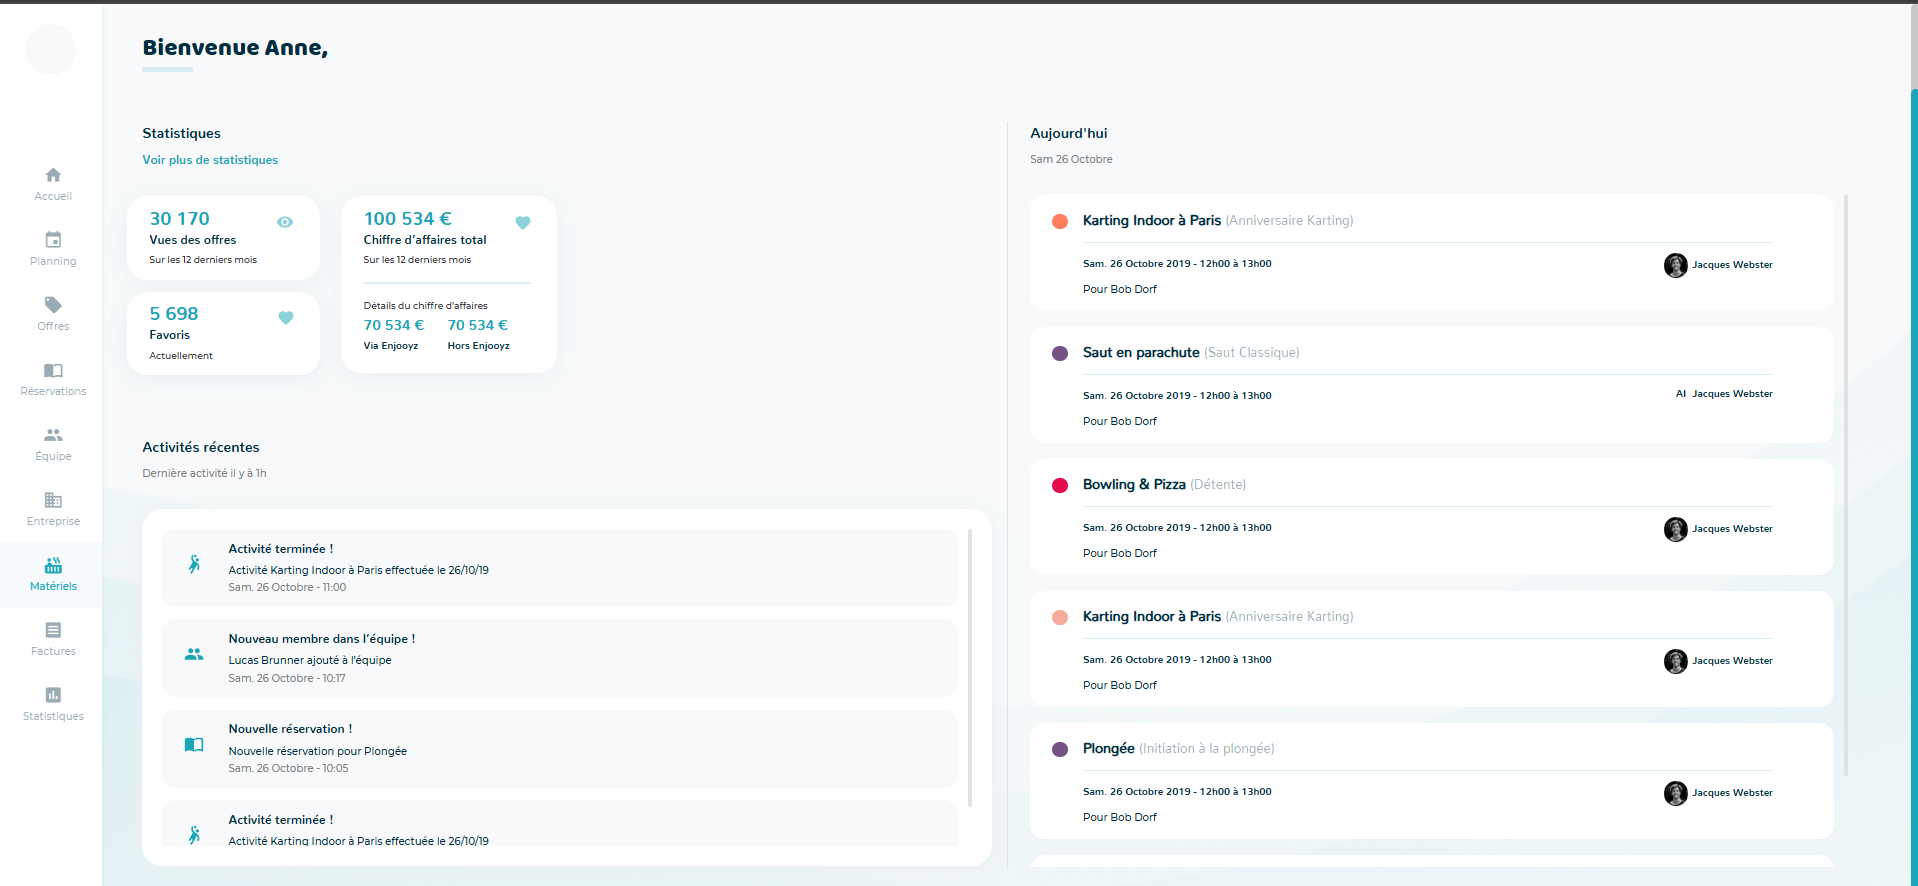 Bienvenue Anne,
Accueil
Planning
Offres
Réservations
Équipe
Entreprise
Matériels
Factures
Statistiques
Statistiques
Voir plus de statistiques
30 170
Vues des offres
Sur les 12 derniers mois
5 698
Favoris
Actuellement
100 534 €
Chiffre d’affaires total
Sur les 12 derniers mois
Détails du chiffre d'affaires
70 534 € 70 534 €
Via Enjooyz Hors Enjooyz
Activités récentes
Dernière activité il y à 1h
Activité terminée !
Activité Karting Indoor à Paris effectuée le 26/10/19
Sam. 26 Octobre - 11:00
Nouveau membre dans l’équipe !
Lucas Brunner ajouté à l'équipe
Sam. 26 Octobre - 10:17
Nouvelle réservation !
Nouvelle réservation pour Plongée
Sam. 26 Octobre - 10:05
Activité terminée !
Activité Karting Indoor à Paris effectuée le 26/10/19
Aujourd'hui
Sam 26 Octobre
Karting Indoor à Paris (Anniversaire Karting)
Sam. 26 Octobre 2019 - 12h00 à 13h00 Jacques Webster
Pour Bob Dorf
Saut en parachute (Saut Classique)
Sam. 26 Octobre 2019 - 12h00 à 13h00 Al Jacques Webster
Pour Bob Dorf
Bowling & Pizza (Détente)
Sam. 26 Octobre 2019 - 12h00 à 13h00 Jacques Webster
Pour Bob Dorf
Karting Indoor à Paris (Anniversaire Karting)
Sam. 26 Octobre 2019 - 12h00 à 13h00 Jacques Webster
Pour Bob Dorf
Plongée (Initiation à la plongée)
Sam. 26 Octobre 2019 - 12h00 à 13h00 Jacques Webster
Pour Bob Dorf